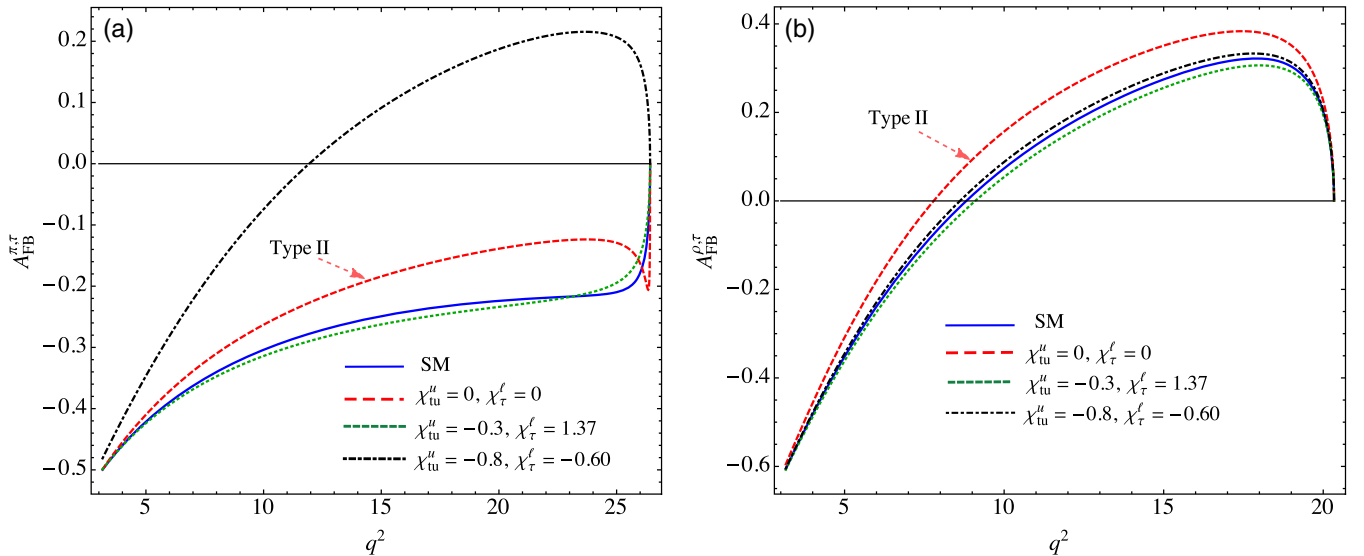 (a)
0.2
0.1
0.0
−0.1
−0.2
−0.3
−0.4
−0.5
A_FB^{π,τ}
Type II
SM
χ_tu^u = 0, χ_τ^ℓ = 0
χ_tu^u = −0.3, χ_τ^ℓ = 1.37
χ_tu^u = −0.8, χ_τ^ℓ = −0.60
5 10 15 20 25
q²
(b)
0.4
0.2
0.0
−0.2
−0.4
−0.6
A_FB^{ρ,τ}
Type II
SM
χ_tu^u = 0, χ_τ^ℓ = 0
χ_tu^u = −0.3, χ_τ^ℓ = 1.37
χ_tu^u = −0.8, χ_τ^ℓ = −0.60
5 10 15 20
q²